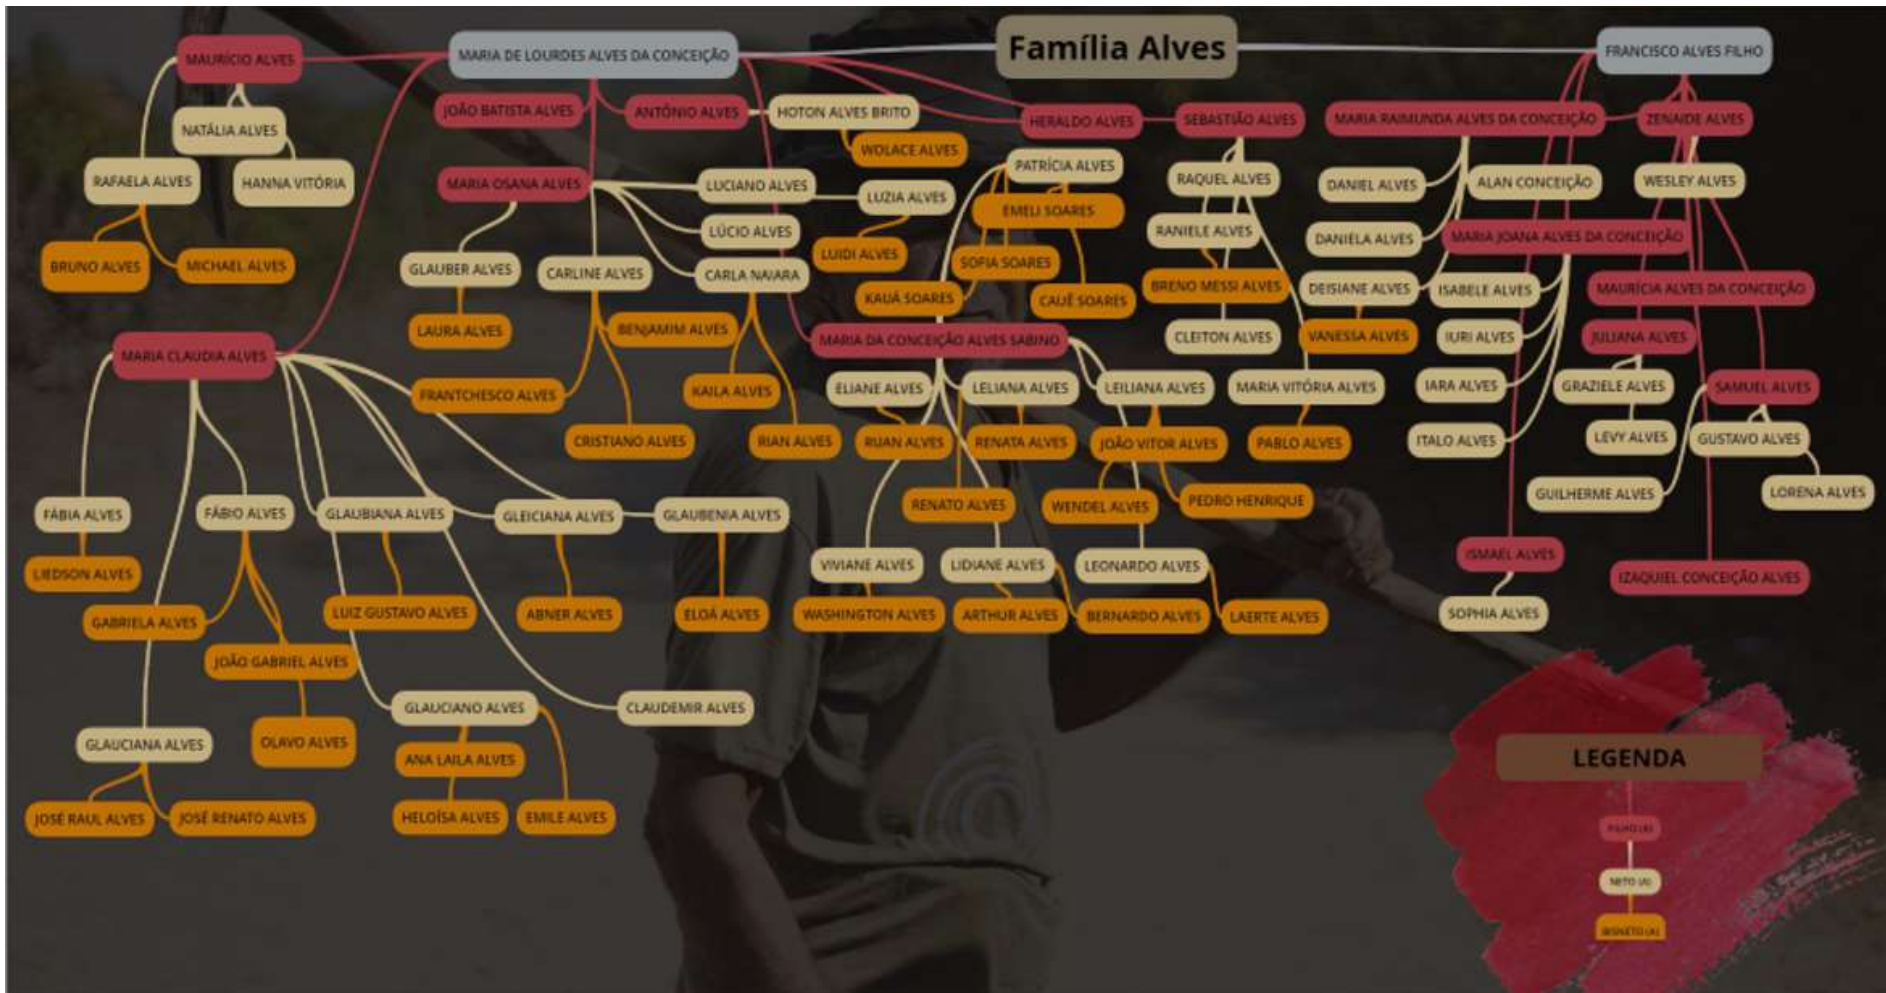 Família Alves
MAURÍCIO ALVES
MARIA DE LOURDES ALVES DA CONCEIÇÃO
FRANCISCO ALVES FILHO
JOÃO BATISTA ALVES
ANTÔNIO ALVES
HOTON ALVES BRITO
HERALDO ALVES
SEBASTIÃO ALVES
MARIA RAIMUNDA ALVES DA CONCEIÇÃO
ZENAIDE ALVES
NATÁLIA ALVES
WOLACE ALVES
PATRÍCIA ALVES
RAFAELA ALVES
HANNA VITÓRIA
MARIA OSANA ALVES
LUCIANO ALVES
LUZIA ALVES
RAQUEL ALVES
DANIEL ALVES
ALAN CONCEIÇÃO
WESLEY ALVES
EMELI SOARES
LÚCIO ALVES
RANIELE ALVES
DANIELA ALVES
MARIA JOANA ALVES DA CONCEIÇÃO
LUIDI ALVES
SOFIA SOARES
BRUNO ALVES
MICHAEL ALVES
GLAUBER ALVES
CARLINE ALVES
CARLA NAIARA
KAUÃ SOARES
CAUÊ SOARES
BRENO MESSI ALVES
DEISIANE ALVES
ISABELE ALVES
MAURÍCIA ALVES DA CONCEIÇÃO
LAURA ALVES
BENJAMIM ALVES
MARIA DA CONCEIÇÃO ALVES SABINO
CLEITON ALVES
VANESSA ALVES
IURI ALVES
JULIANA ALVES
MARIA CLAUDIA ALVES
FRANTCHESCO ALVES
KAILA ALVES
ELIANE ALVES
LELIANA ALVES
LEILIANA ALVES
MARIA VITÓRIA ALVES
IARA ALVES
GRAZIELE ALVES
SAMUEL ALVES
CRISTIANO ALVES
RIAN ALVES
RUAN ALVES
RENATA ALVES
JOÃO VITOR ALVES
PABLO ALVES
ITALO ALVES
LEVY ALVES
GUSTAVO ALVES
FÁBIA ALVES
FÁBIO ALVES
GLAUBIANA ALVES
GLEICIANA ALVES
GLAUBENIA ALVES
RENATO ALVES
WENDEL ALVES
PEDRO HENRIQUE
GUILHERME ALVES
LORENA ALVES
LIEDSON ALVES
VIVIANE ALVES
LIDIANE ALVES
LEONARDO ALVES
ISMAEL ALVES
IZAQUIEL CONCEIÇÃO ALVES
GABRIELA ALVES
LUIZ GUSTAVO ALVES
ABNER ALVES
ELOÁ ALVES
WASHINGTON ALVES
ARTHUR ALVES
BERNARDO ALVES
LAERTE ALVES
SOPHIA ALVES
JOÃO GABRIEL ALVES
GLAUCIANO ALVES
CLAUDEMIR ALVES
GLAUCIANA ALVES
OLAVO ALVES
ANA LAILA ALVES
JOSÉ RAUL ALVES
JOSÉ RENATO ALVES
HELOÍSA ALVES
EMILE ALVES
LEGENDA
FILHO (A)
NETO (A)
BISNETO (A)